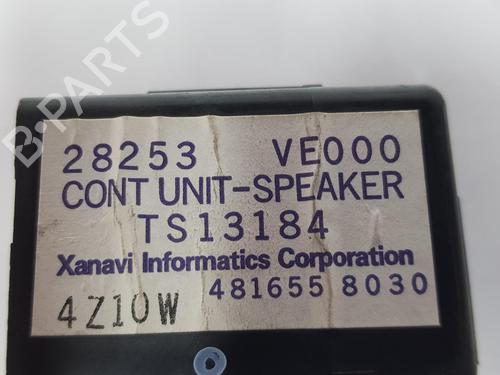 B-PARTS
28253 VE000
CONT UNIT-SPEAKER
TS13184
Xanavi Informatics Corporation
4Z10W 481655 8030